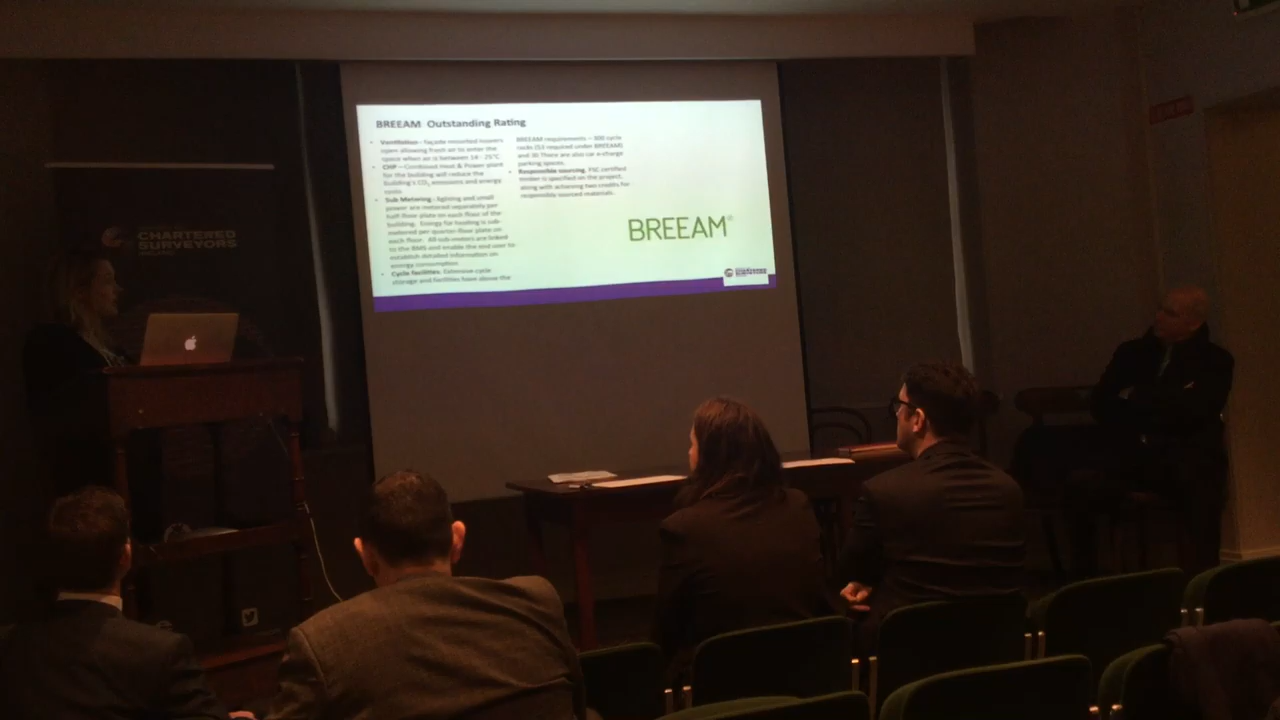 BREEAM Outstanding Rating
• Ventilation - façade mounted louvers
open allowing fresh air to enter the
space when air is between 14 - 25°C
• CHP – Combined Heat & Power plant
for the building will reduce the
building's CO₂ emissions and energy
costs
• Sub Metering - lighting and small
power are metered separately per
half-floor plate on each floor of the
building. Energy for heating is sub-
metered per quarter-floor plate on
each floor. All sub-meters are linked
to the BMS and enable the end user to
establish detailed information on
energy consumption
• Cycle facilities. Extensive cycle
storage and facilities have above the
BREEAM requirements – 400 cycle
racks (53 required under BREEAM)
and 30 There are also car e-charge
parking spaces.
• Responsible sourcing. FSC certified
timber is specified on the project,
along with achieving two credits for
responsibly sourced materials.
BREEAM®
CHARTERED
SURVEYORS